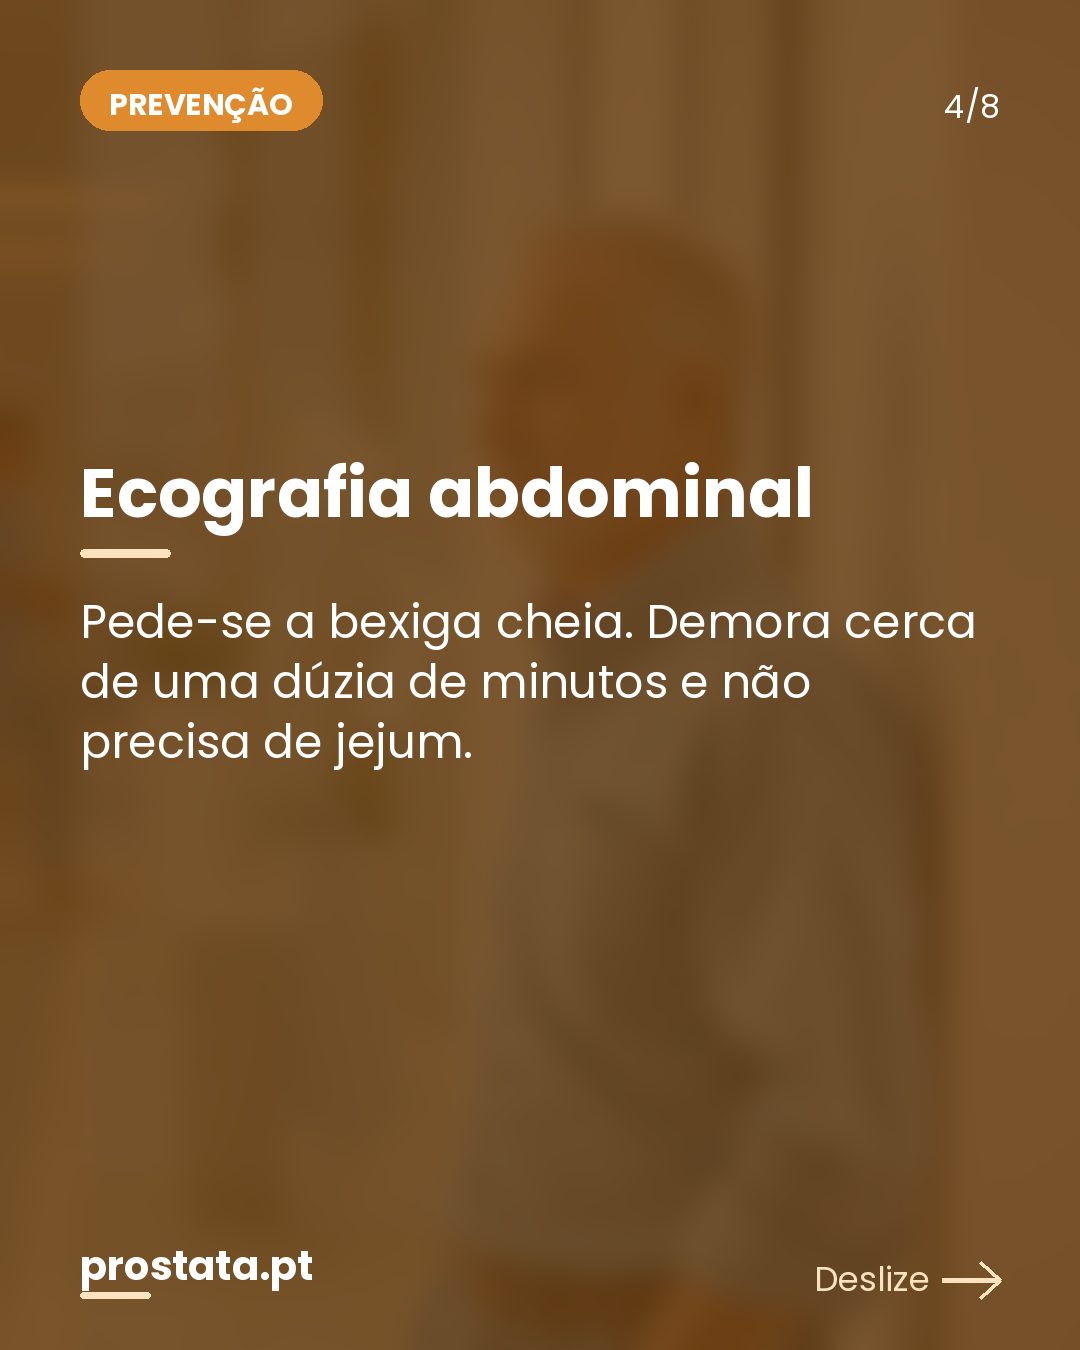 PREVENÇÃO
4/8
Ecografia abdominal
Pede-se a bexiga cheia. Demora cerca
de uma dúzia de minutos e não
precisa de jejum.
prostata.pt
Deslize